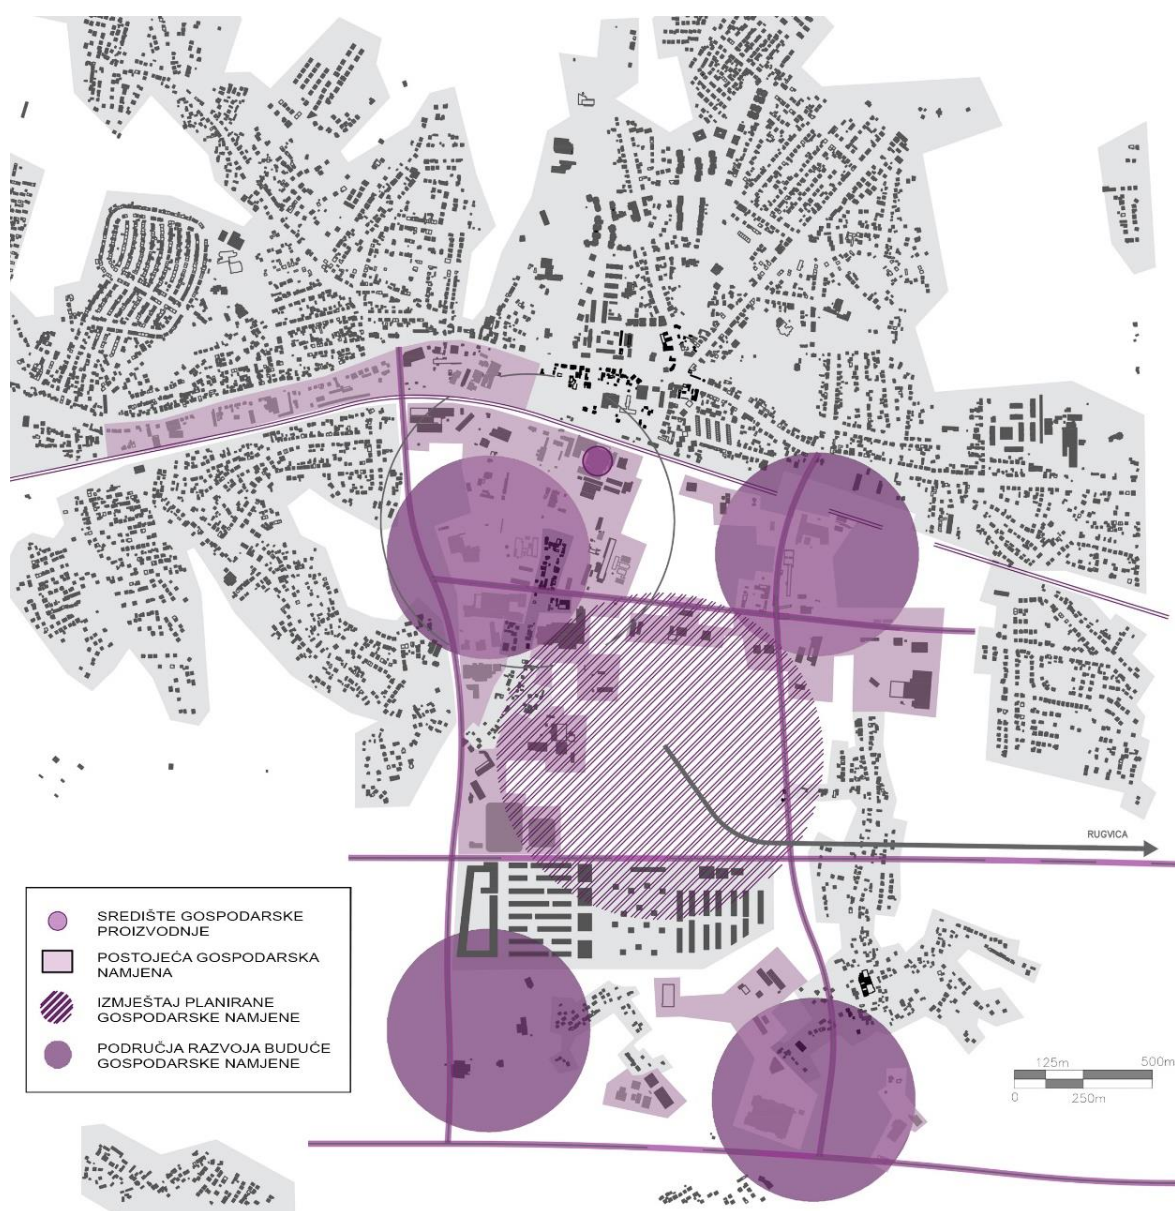 RUGVICA
SREDIŠTE GOSPODARSKE
PROIZVODNJE
POSTOJEĆA GOSPODARSKA
NAMJENA
IZMJEŠTAJ PLANIRANE
GOSPODARSKE NAMJENE
PODRUČJA RAZVOJA BUDUĆE
GOSPODARSKE NAMJENE
125m 500m
0 250m